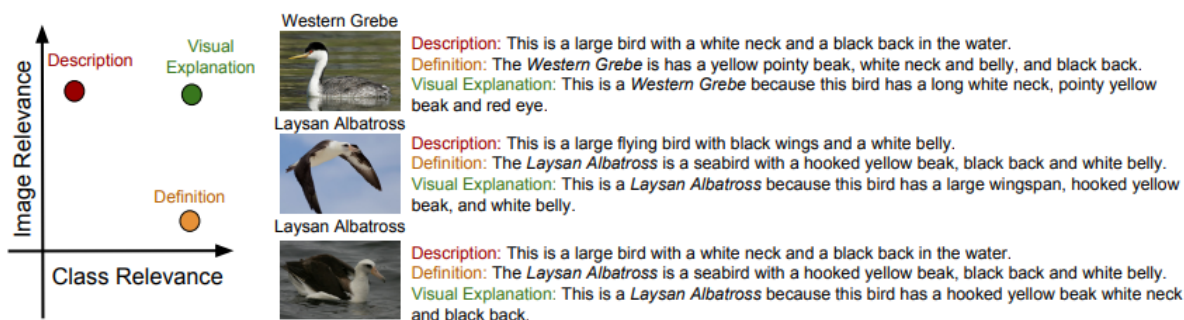 Image Relevance
Description
Visual
Explanation
Definition
Class Relevance
Western Grebe
Description: This is a large bird with a white neck and a black back in the water.
Definition: The Western Grebe is has a yellow pointy beak, white neck and belly, and black back.
Visual Explanation: This is a Western Grebe because this bird has a long white neck, pointy yellow
beak and red eye.
Laysan Albatross
Description: This is a large flying bird with black wings and a white belly.
Definition: The Laysan Albatross is a seabird with a hooked yellow beak, black back and white belly.
Visual Explanation: This is a Laysan Albatross because this bird has a large wingspan, hooked yellow
beak, and white belly.
Laysan Albatross
Description: This is a large bird with a white neck and a black back in the water.
Definition: The Laysan Albatross is a seabird with a hooked yellow beak, black back and white belly.
Visual Explanation: This is a Laysan Albatross because this bird has a hooked yellow beak white neck
and black back.